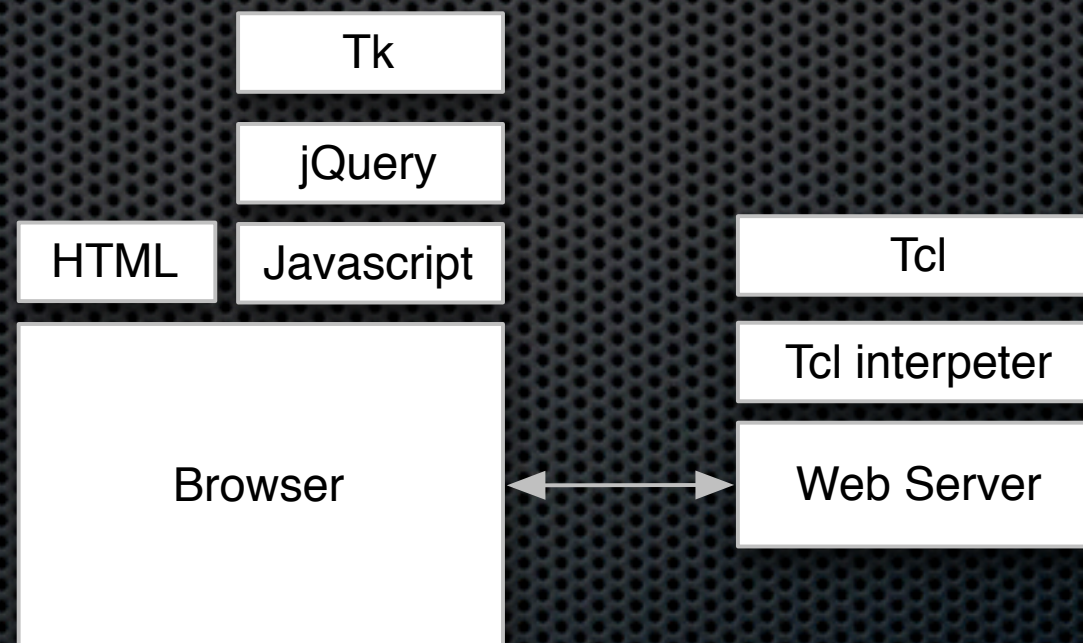 Tk
jQuery
HTML
Javascript
Tcl
Tcl interpeter
Browser
Web Server